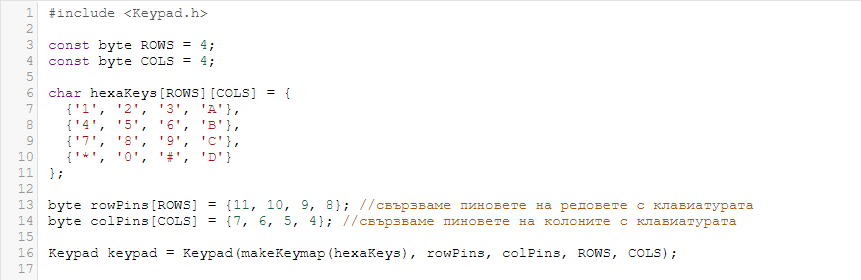 1 #include <Keypad.h>
2
3 const byte ROWS = 4;
4 const byte COLS = 4;
5
6 char hexaKeys[ROWS][COLS] = {
7   {'1', '2', '3', 'A'},
8   {'4', '5', '6', 'B'},
9   {'7', '8', '9', 'C'},
10   {'*', '0', '#', 'D'}
11 };
12
13 byte rowPins[ROWS] = {11, 10, 9, 8}; //свързваме пиновете на редовете с клавиатурата
14 byte colPins[COLS] = {7, 6, 5, 4}; //свързваме пиновете на колоните с клавиатурата
15
16 Keypad keypad = Keypad(makeKeymap(hexaKeys), rowPins, colPins, ROWS, COLS);
17